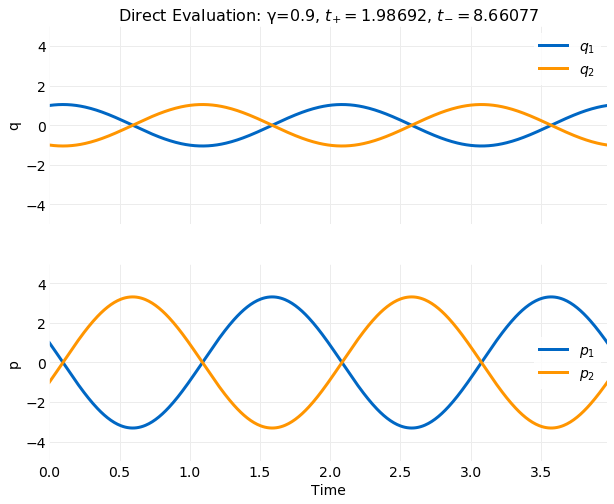 Direct Evaluation: γ=0.9, t₊ = 1.98692, t₋ = 8.66077
4
2
0
−2
−4
q
q₁
q₂
4
2
0
−2
−4
p
p₁
p₂
0.0 0.5 1.0 1.5 2.0 2.5 3.0 3.5
Time